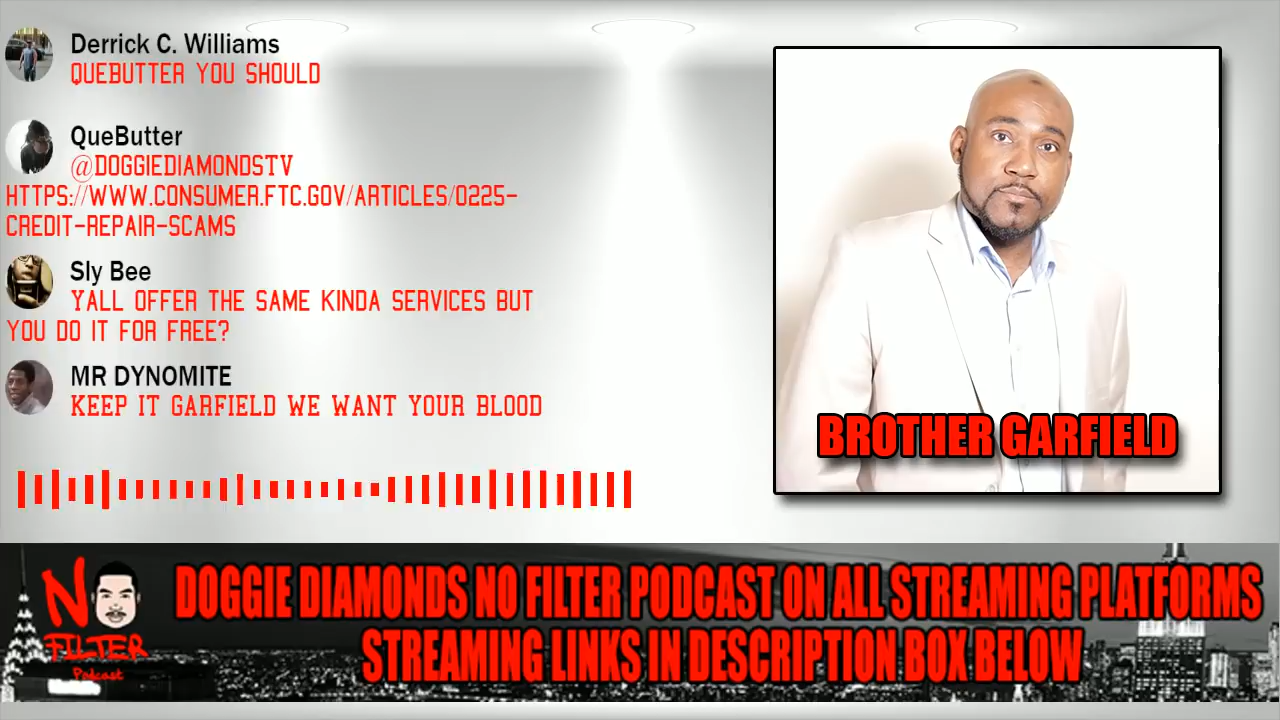 Derrick C. Williams
QUEBUTTER YOU SHOULD
QueButter
@DOGGIEDIAMONDSTV
HTTPS://WWW.CONSUMER.FTC.GOV/ARTICLES/0225-
CREDIT-REPAIR-SCAMS
Sly Bee
YALL OFFER THE SAME KINDA SERVICES BUT
YOU DO IT FOR FREE?
MR DYNOMITE
KEEP IT GARFIELD WE WANT YOUR BLOOD
BROTHER GARFIELD
NO
FILTER
Podcast
DOGGIE DIAMONDS NO FILTER PODCAST ON ALL STREAMING PLATFORMS
STREAMING LINKS IN DESCRIPTION BOX BELOW